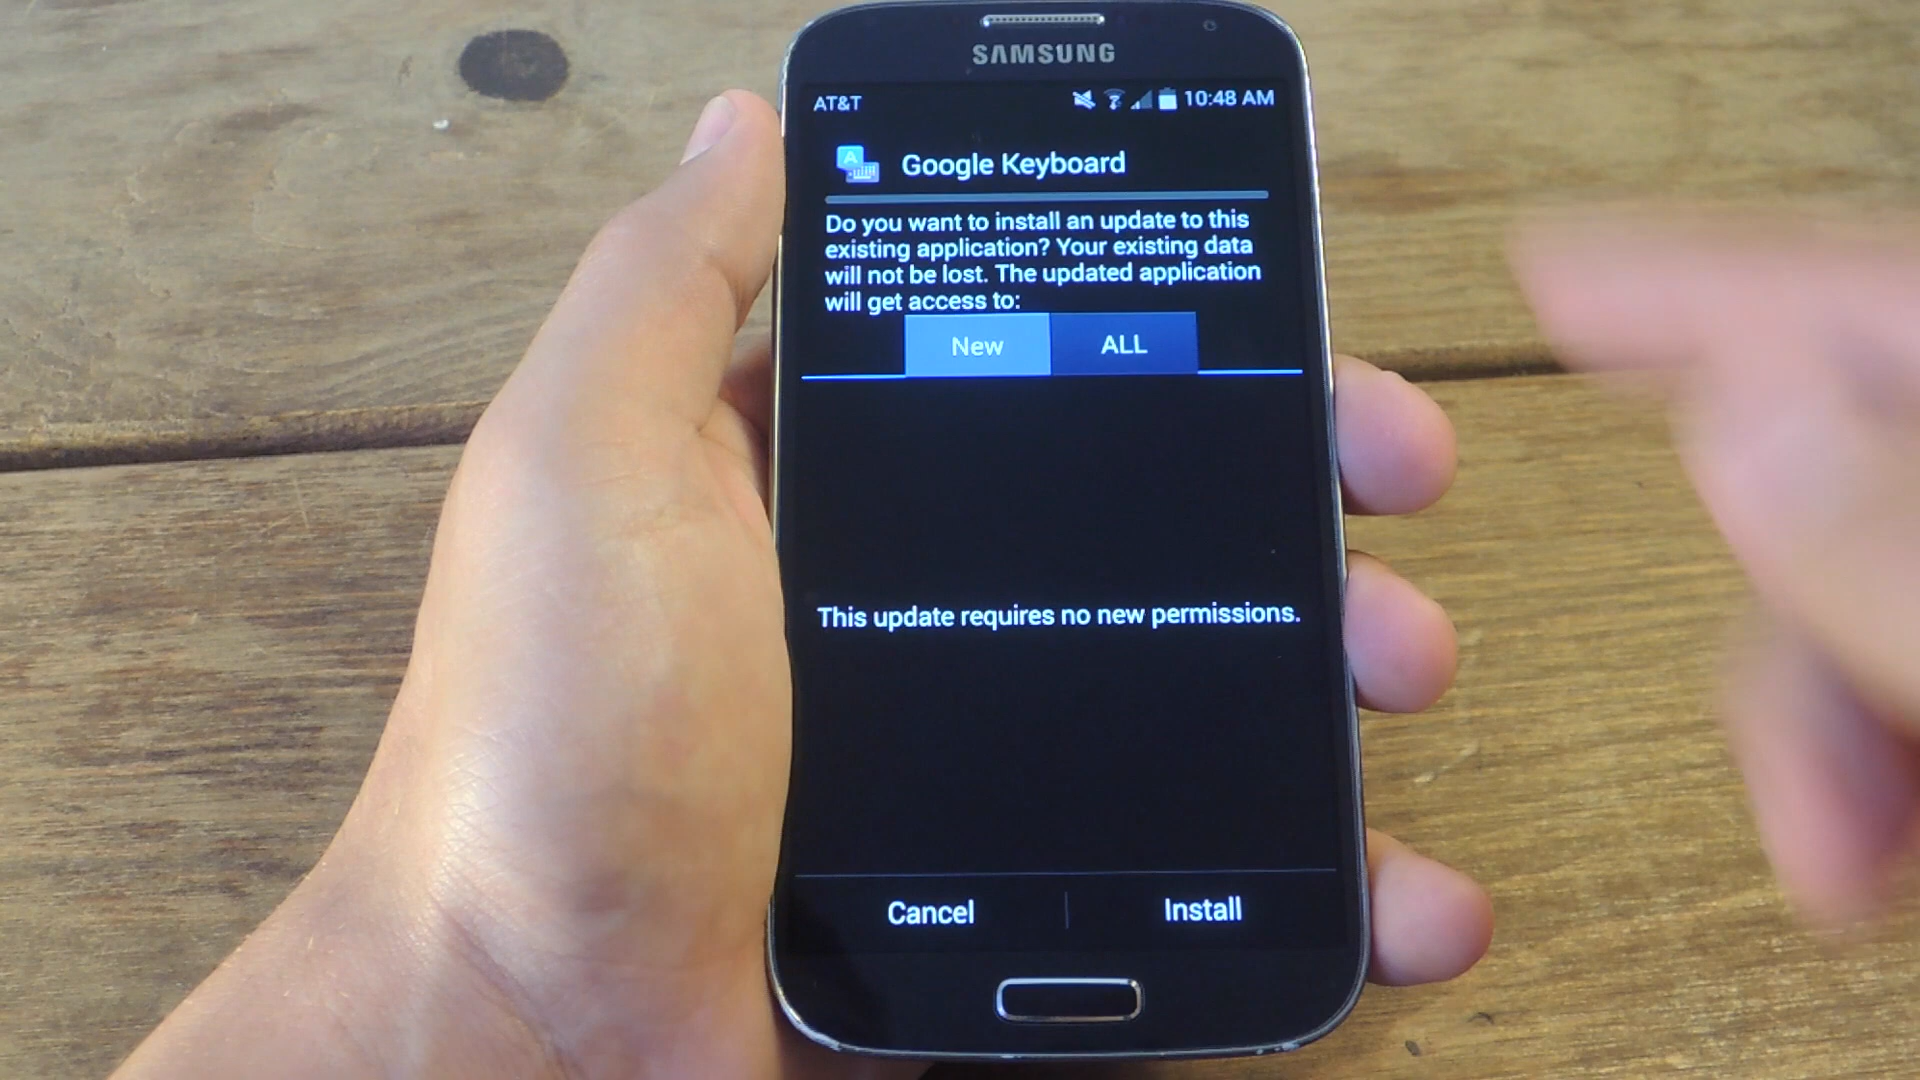 SAMSUNG
AT&T 10:48 AM
A
Google Keyboard
Do you want to install an update to this
existing application? Your existing data
will not be lost. The updated application
will get access to:
New ALL
This update requires no new permissions.
Cancel Install